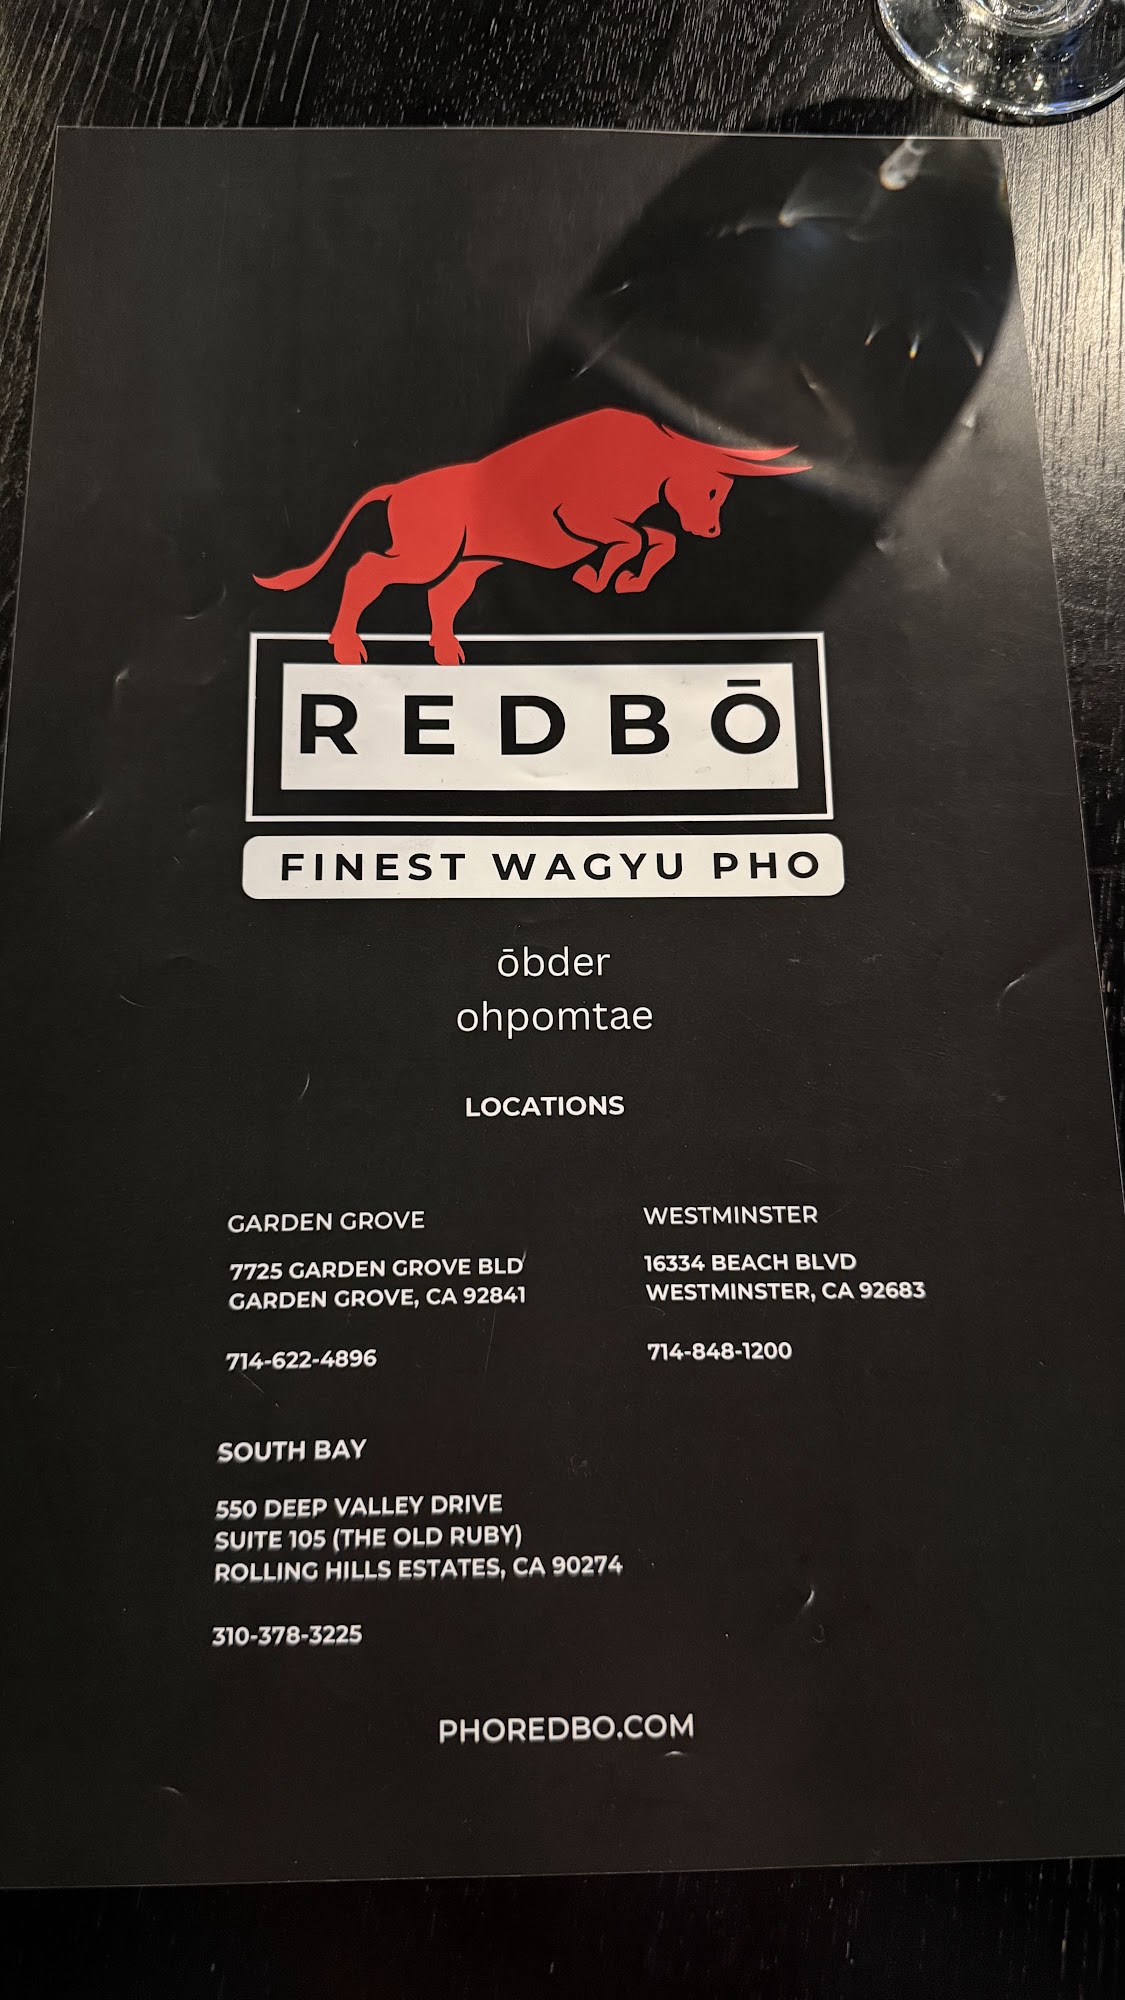 REDBŌ
FINEST WAGYU PHO
ōbder
ohpomtae
LOCATIONS
GARDEN GROVE
7725 GARDEN GROVE BLD
GARDEN GROVE, CA 92841
714-622-4896
WESTMINSTER
16334 BEACH BLVD
WESTMINSTER, CA 92683
714-848-1200
SOUTH BAY
550 DEEP VALLEY DRIVE
SUITE 105 (THE OLD RUBY)
ROLLING HILLS ESTATES, CA 90274
310-378-3225
PHOREDBO.COM